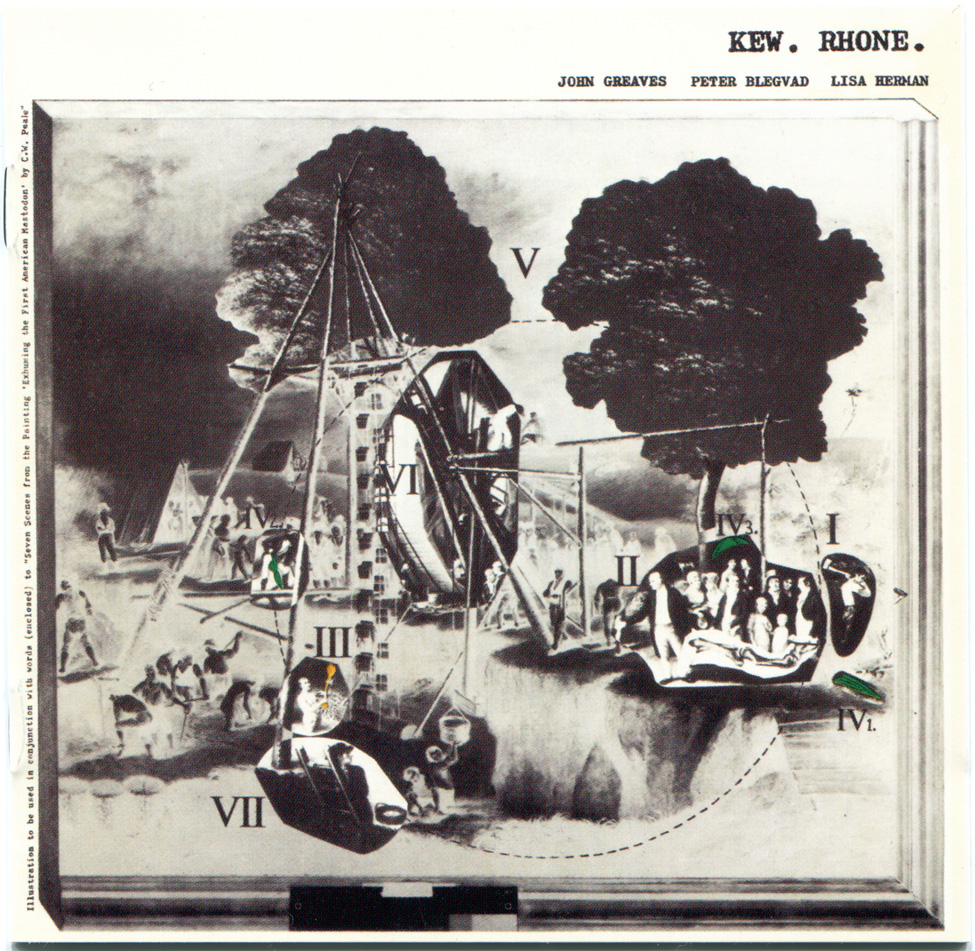 KEW. RHONE.
JOHN GREAVES PETER BLEGVAD LISA HERMAN
Illustration to be used in conjunction with words (enclosed) to "Seven Scenes from the Painting 'Exhuming the First American Mastodon' by C.W. Peale"
V
VI
IV2.
IV3.
I
II
III
IV1.
VII